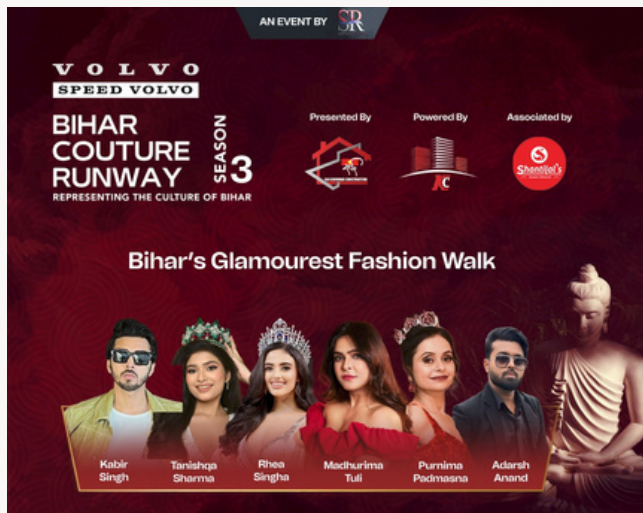 AN EVENT BY SR
VOLVO
SPEED VOLVO
BIHAR
COUTURE
RUNWAY
SEASON 3
REPRESENTING THE CULTURE OF BIHAR
Presented By
Powered By
Associated by
Shantilal's
Bihar's Glamourest Fashion Walk
Kabir
Singh
Tanishqa
Sharma
Rhea
Singha
Madhurima
Tuli
Purnima
Padmasna
Adarsh
Anand